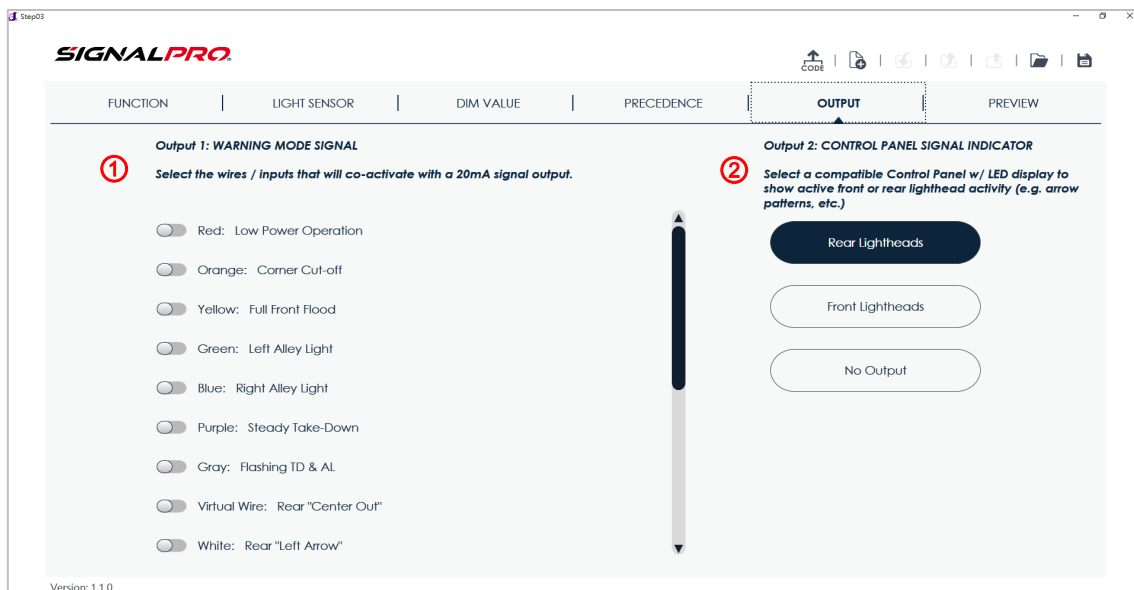 Step03
SIGNALPRO.
CODE
FUNCTION
LIGHT SENSOR
DIM VALUE
PRECEDENCE
OUTPUT
PREVIEW
Output 1: WARNING MODE SIGNAL
1
Select the wires / inputs that will co-activate with a 20mA signal output.
Red: Low Power Operation
Orange: Corner Cut-off
Yellow: Full Front Flood
Green: Left Alley Light
Blue: Right Alley Light
Purple: Steady Take-Down
Gray: Flashing TD & AL
Virtual Wire: Rear "Center Out"
White: Rear "Left Arrow"
Output 2: CONTROL PANEL SIGNAL INDICATOR
2
Select a compatible Control Panel w/ LED display to
show active front or rear lighthead activity (e.g. arrow
patterns, etc.)
Rear Lightheads
Front Lightheads
No Output
Version: 1.1.0